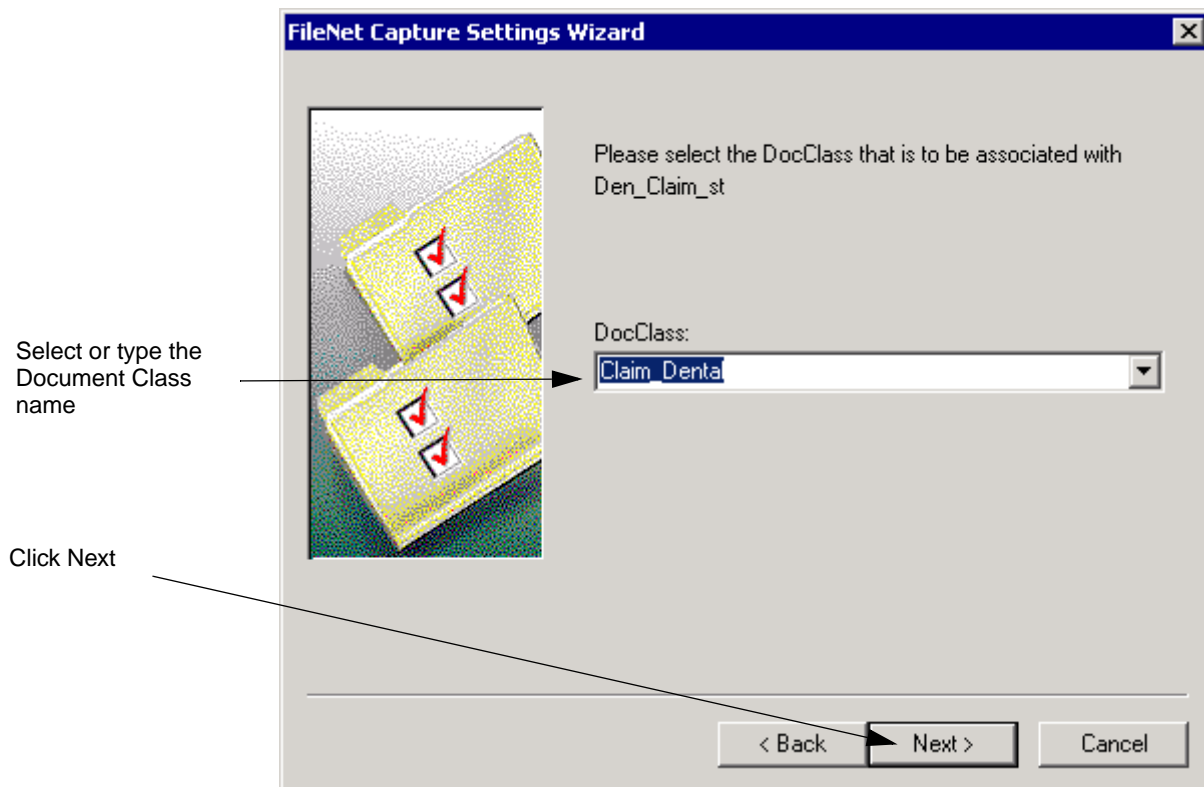 FileNet Capture Settings Wizard
Please select the DocClass that is to be associated with
Den_Claim_st
DocClass:
Claim_Dental
Select or type the
Document Class
name
Click Next
< Back
Next >
Cancel